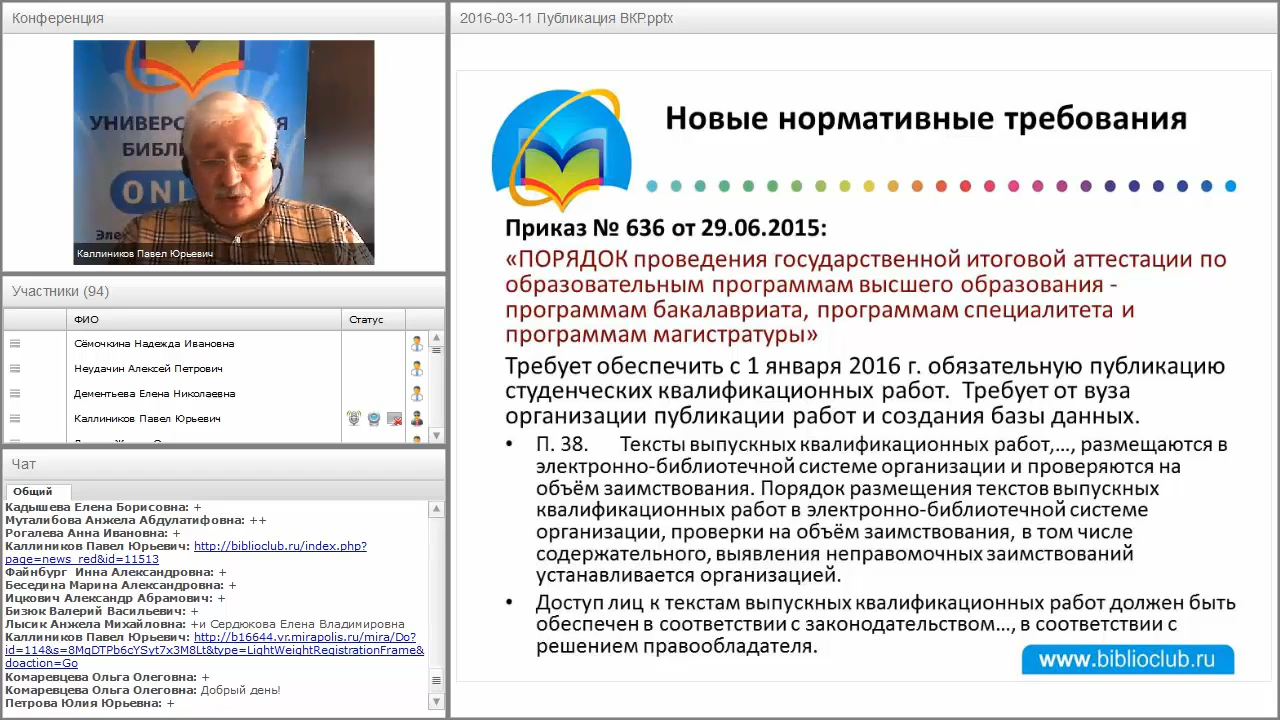 Конференция
УНИВЕРС
Я
БИБЛИ
ONL
Эле
Каллиников Павел Юрьевич
Участники (94)
ФИО
Статус
Сёмочкина Надежда Ивановна
Неудачин Алексей Петрович
Дементьева Елена Николаевна
Каллиников Павел Юрьевич
Чат
Общий
Кадышева Елена Борисовна: +
Муталибова Анжела Абдулатифовна: ++
Рогалева Анна Ивановна: +
Каллиников Павел Юрьевич: http://biblioclub.ru/index.php?
page=news_red&id=11513
Файнбург Инна Александровна: +
Беседина Марина Александровна: +
Ицкович Александр Абрамович: +
Бизюк Валерий Васильевич: +
Лысик Анжела Михайловна: +и Сердюкова Елена Владимировна
Каллиников Павел Юрьевич: http://b16644.vr.mirapolis.ru/mira/Do?
id=114&s=8MgDTPb6cYSyt7x3M8Lt&type=LightWeightRegistrationFrame&
doaction=Go
Комаревцева Ольга Олеговна: +
Комаревцева Ольга Олеговна: Добрый день!
Петрова Юлия Юрьевна: +
2016-03-11 Публикация ВКР.pptx
Новые нормативные требования
Приказ № 636 от 29.06.2015:
«ПОРЯДОК проведения государственной итоговой аттестации по
образовательным программам высшего образования -
программам бакалавриата, программам специалитета и
программам магистратуры»
Требует обеспечить с 1 января 2016 г. обязательную публикацию
студенческих квалификационных работ. Требует от вуза
организации публикации работ и создания базы данных.
• П. 38. Тексты выпускных квалификационных работ,..., размещаются в
электронно-библиотечной системе организации и проверяются на
объём заимствования. Порядок размещения текстов выпускных
квалификационных работ в электронно-библиотечной системе
организации, проверки на объём заимствования, в том числе
содержательного, выявления неправомочных заимствований
устанавливается организацией.
• Доступ лиц к текстам выпускных квалификационных работ должен быть
обеспечен в соответствии с законодательством..., в соответствии с
решением правообладателя.
www.biblioclub.ru